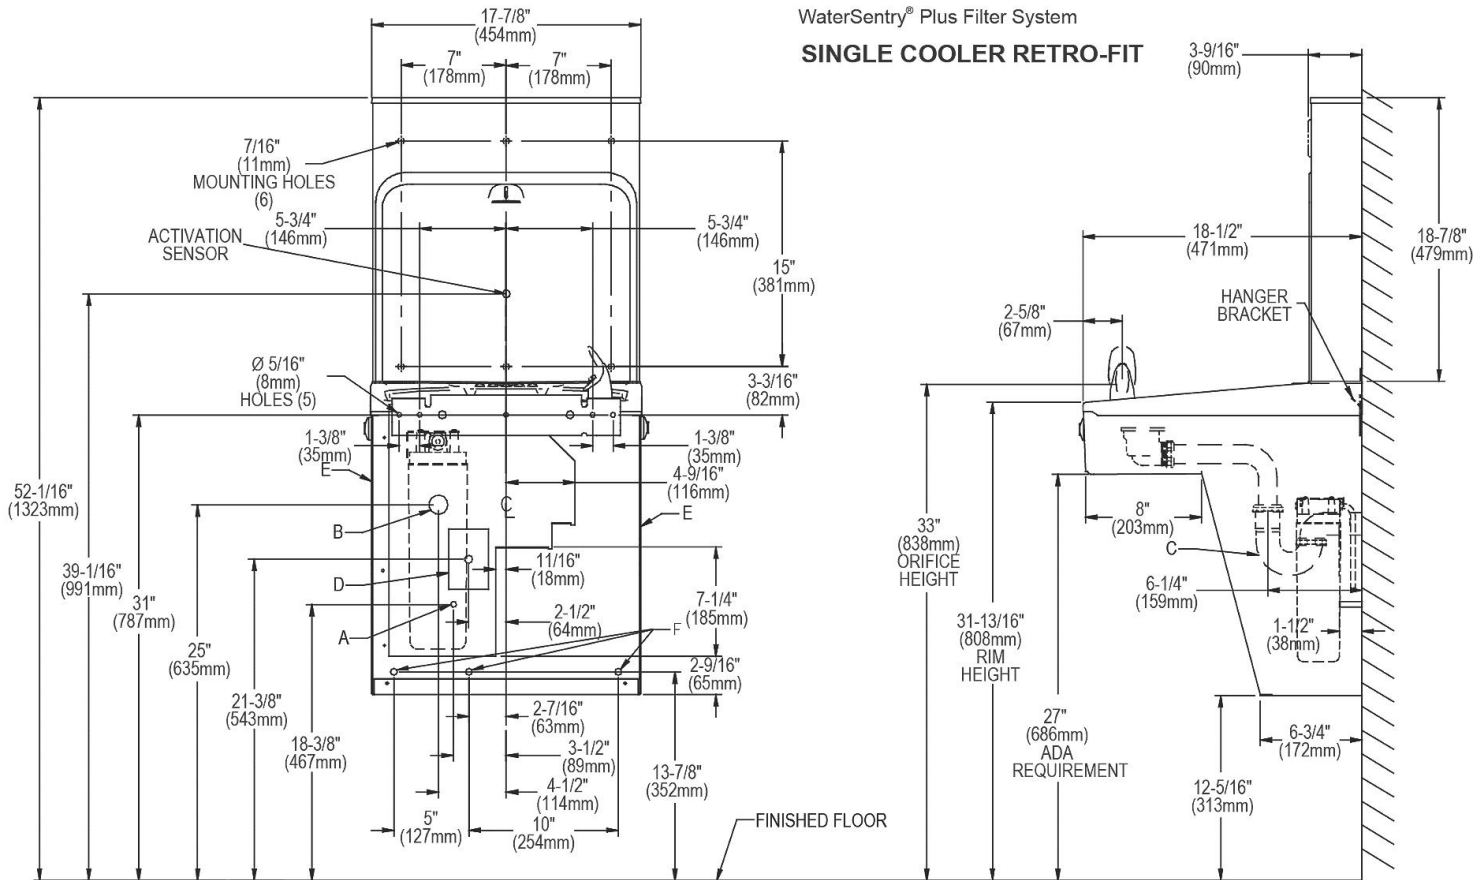 WaterSentry® Plus Filter System
SINGLE COOLER RETRO-FIT
17-7/8"
(454mm)
7"
(178mm)
7"
(178mm)
3-9/16"
(90mm)
7/16"
(11mm)
MOUNTING HOLES
(6)
5-3/4"
(146mm)
5-3/4"
(146mm)
ACTIVATION
SENSOR
15"
(381mm)
18-1/2"
(471mm)
18-7/8"
(479mm)
HANGER
BRACKET
2-5/8"
(67mm)
Ø 5/16"
(8mm)
HOLES (5)
3-3/16"
(82mm)
1-3/8"
(35mm)
1-3/8"
(35mm)
E
4-9/16"
(116mm)
52-1/16"
(1323mm)
C
L
E
B
8"
(203mm)
33"
(838mm)
ORIFICE
HEIGHT
C
39-1/16"
(991mm)
11/16"
(18mm)
D
6-1/4"
(159mm)
31"
(787mm)
7-1/4"
(185mm)
2-1/2"
(64mm)
F
A
31-13/16"
(808mm)
RIM
HEIGHT
1-1/2"
(38mm)
25"
(635mm)
2-9/16"
(65mm)
21-3/8"
(543mm)
2-7/16"
(63mm)
27"
(686mm)
ADA
REQUIREMENT
6-3/4"
(172mm)
18-3/8"
(467mm)
3-1/2"
(89mm)
13-7/8"
(352mm)
4-1/2"
(114mm)
12-5/16"
(313mm)
5"
(127mm)
10"
(254mm)
FINISHED FLOOR